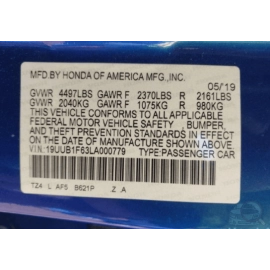 MFD.BY HONDA OF AMERICA MFG.,INC.
05/19
GVWR 4497LBS GAWR F 2370LBS R 2161LBS
GVWR 2040KG GAWR F 1075KG R 980KG
THIS VEHICLE CONFORMS TO ALL APPLICABLE
FEDERAL MOTOR VEHICLE SAFETY , BUMPER,
AND THEFT PREVENTION STANDARDS IN EFFECT
ON THE DATE OF MANUFACTURE SHOWN ABOVE.
VIN:19UUB1F63LA000779 TYPE:PASSENGER CAR
TZ4 L AF5 B621P Z .A